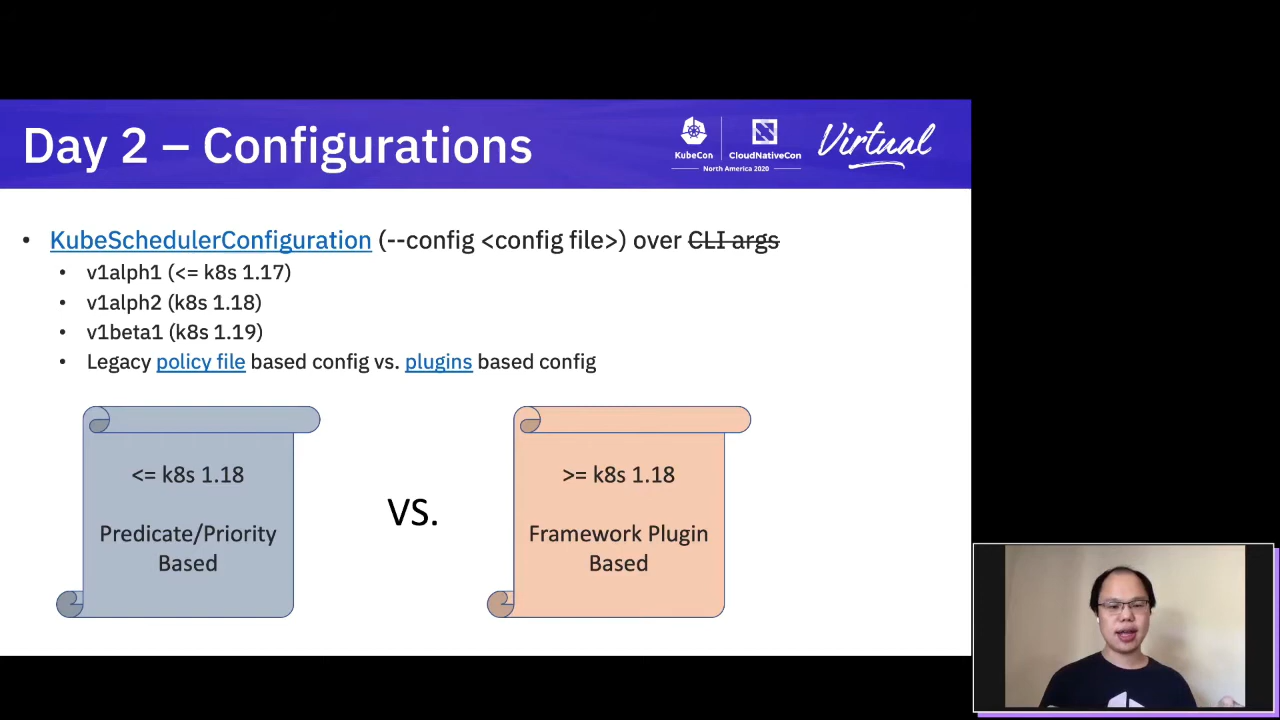 Day 2 – Configurations
KubeCon
CloudNativeCon
North America 2020
Virtual
• KubeSchedulerConfiguration (--config <config file>) over CLI args
• v1alph1 (<= k8s 1.17)
• v1alph2 (k8s 1.18)
• v1beta1 (k8s 1.19)
• Legacy policy file based config vs. plugins based config
<= k8s 1.18
Predicate/Priority
Based
VS.
>= k8s 1.18
Framework Plugin
Based